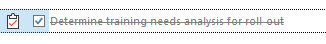 Determine training needs analysis for roll-out